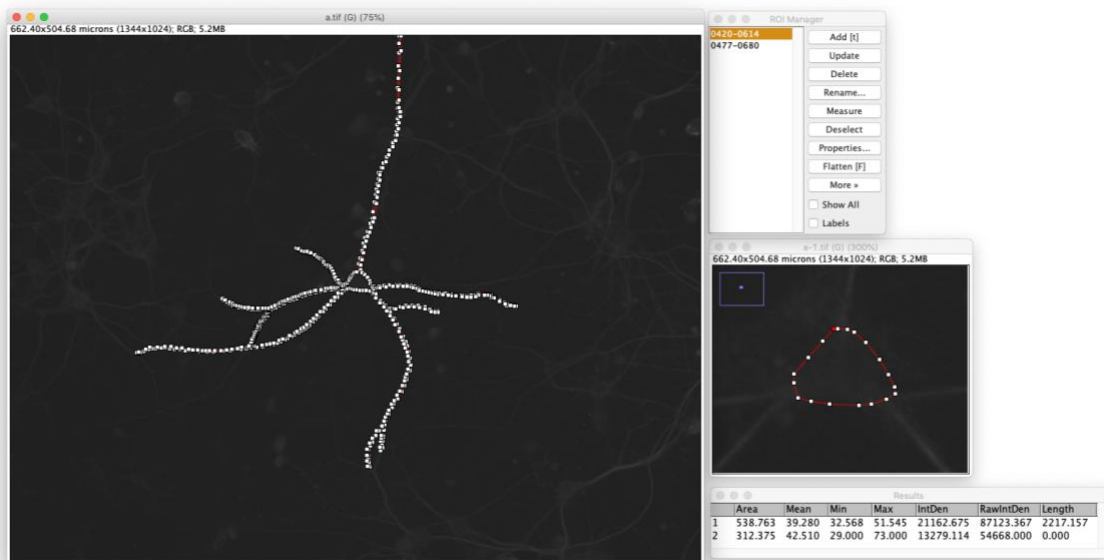 a.tif (G) (75%)
662.40x504.68 microns (1344x1024); RGB; 5.2MB
ROI Manager
0420-0614
0477-0680
Add [t]
Update
Delete
Rename...
Measure
Deselect
Properties...
Flatten [F]
More »
Show All
Labels
a-1.tif (G) (300%)
662.40x504.68 microns (1344x1024); RGB; 5.2MB
Results
Area Mean Min Max IntDen RawIntDen Length
1 538.763 39.280 32.568 51.545 21162.675 87123.367 2217.157
2 312.375 42.510 29.000 73.000 13279.114 54668.000 0.000